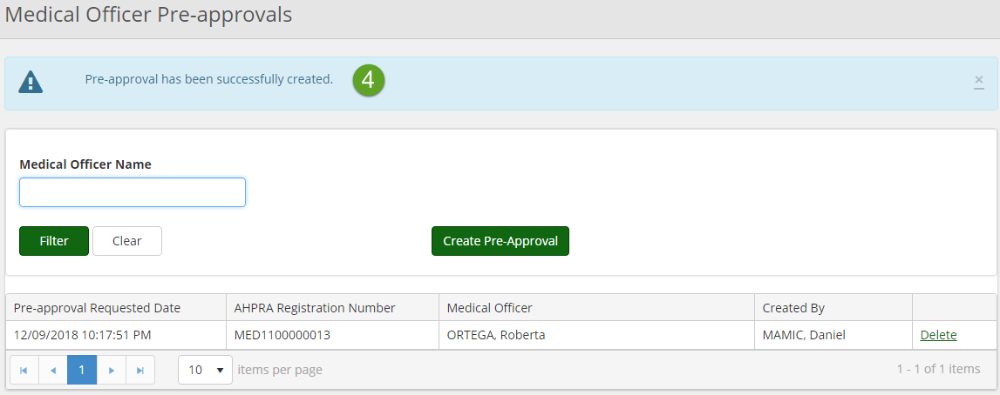 Medical Officer Pre-approvals
Pre-approval has been successfully created. 4 ×
Medical Officer Name
Filter Clear Create Pre-Approval
Pre-approval Requested Date AHPRA Registration Number Medical Officer Created By
12/09/2018 10:17:51 PM MED1100000013 ORTEGA, Roberta MAMIC, Daniel Delete
1 10 items per page 1 - 1 of 1 items